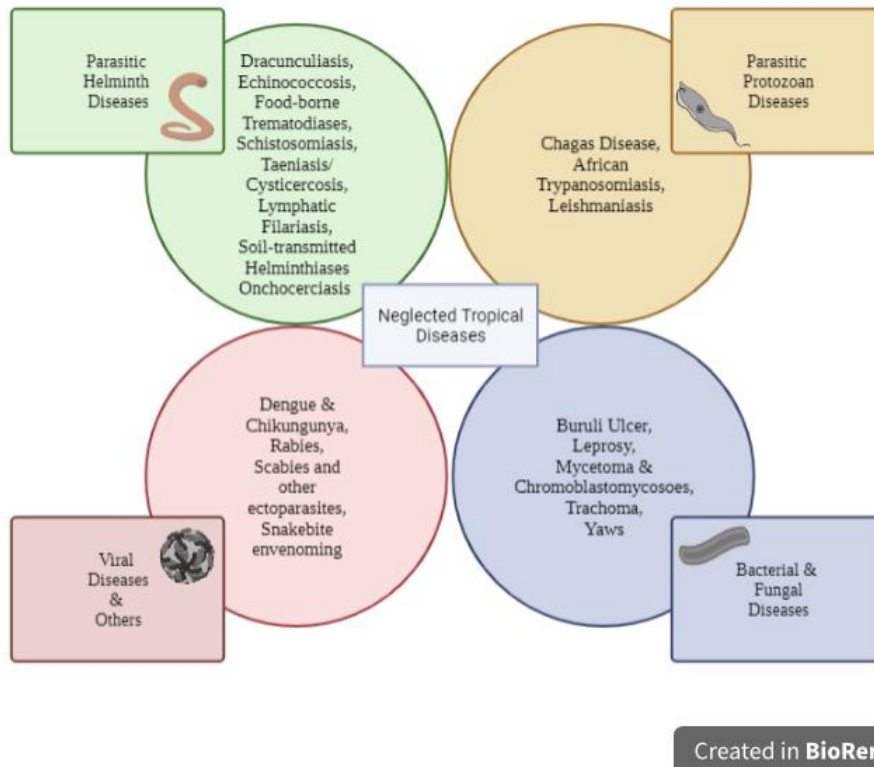 Parasitic
Helminth
Diseases
Dracunculiasis,
Echinococcosis,
Food-borne
Trematodiases,
Schistosomiasis,
Taeniasis/
Cysticercosis,
Lymphatic
Filariasis,
Soil-transmitted
Helminthiases
Onchocerciasis
Chagas Disease,
African
Trypanosomiasis,
Leishmaniasis
Parasitic
Protozoan
Diseases
Neglected Tropical
Diseases
Viral
Diseases
&
Others
Dengue &
Chikungunya,
Rabies,
Scabies and
other
ectoparasites,
Snakebite
envenoming
Buruli Ulcer,
Leprosy,
Mycetoma &
Chromoblastomycosoes,
Trachoma,
Yaws
Bacterial &
Fungal
Diseases
Created in BioRen